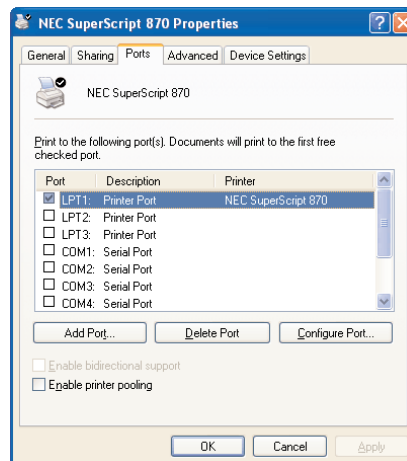 NEC SuperScript 870 Properties
General Sharing Ports Advanced Device Settings
NEC SuperScript 870
Print to the following port(s). Documents will print to the first free
checked port.
Port Description Printer
LPT1: Printer Port NEC SuperScript 870
LPT2: Printer Port
LPT3: Printer Port
COM1: Serial Port
COM2: Serial Port
COM3: Serial Port
COM4: Serial Port
Add Port... Delete Port Configure Port...
Enable bidirectional support
Enable printer pooling
OK Cancel Apply